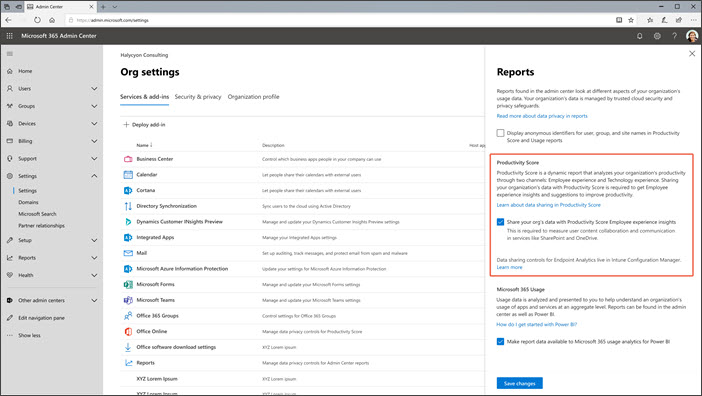 Admin Center
https://admin.microsoft.com/settings
Microsoft 365 Admin Center
Home
Users
Groups
Devices
Billing
Support
Settings
Settings
Domains
Microsoft Search
Partner relationships
Setup
Reports
Health
Other admin centers
Edit navigation pane
Show less
Halycyon Consulting
Org settings
Services & add-ins
Security & privacy
Organization profile
Deploy add-in
Name ↓
Desciption
Host app
Business Center
Control which business apps people in your company can use
Calendar
Let people share their calendars with external users
Cortana
Let people share their calendars with external users
Directory Synchronization
Sync users to the cloud using Active Directory
Dynamics Customer INsights Preview
Manage and update your Dynamics Customer Insights settings
Integrated Apps
Manage your Integrated Apps settings
Mail
Set up auditing, track messages, and protect email from spam and malware
Microsoft Azure Information Protection
Update your settings for Microsoft Azure Information Protection
Microsoft Forms
Manage and update your Microsoft Teams settings
Microsoft Teams
Manage and update your Microsoft Teams settings
Office 365 Groups
Control settings for Office 365 Groups
Office Online
Manage data privacy controls for Productivity Score
Office software download settings
XYZ Lorem ipsum
Reports
Manage data privacy controls for Admin Center reports
XYZ Lorem Ipsum
XYZ Lorem ipsum
XYZ Lorem Ipsum
XYZ Lorem ipsum
Reports
Reports found in the admin center look at different aspects of your organization's
usage data. Your organization's data is managed by trusted cloud security and
privacy safeguards.
Read more about data privacy in reports
Display anonymous identifiers for user, group, and site names in Productivity
Score and Usage reports
Productivity Score
Productivity Score is a dynamic report that analyzes your organization's productivity
through two channels: Employee experience and Technology experience. Sharing
your organization's data with Productivity Score is required to get Employee
experience insights and suggestions to improve productivity.
Learn about data sharing in Productivity Score
Share your org's data with Productivity Score Employee experience insights
This is required to measure user content collaboration and communication
in services like SharePoint and OneDrive.
Data sharing controls for Endpoint Analytics live in Intune Configuration Manager.
Learn more
Microsoft 365 Usage
Usage data is analyzed and presented to you to help understand an organization's
usage of apps and services at an aggregate level. Reports can be found in the
admin center as well as Power BI.
How do I get started with Power BI?
Make report data available to Microsoft 365 usage analytics for Power BI
Save changes